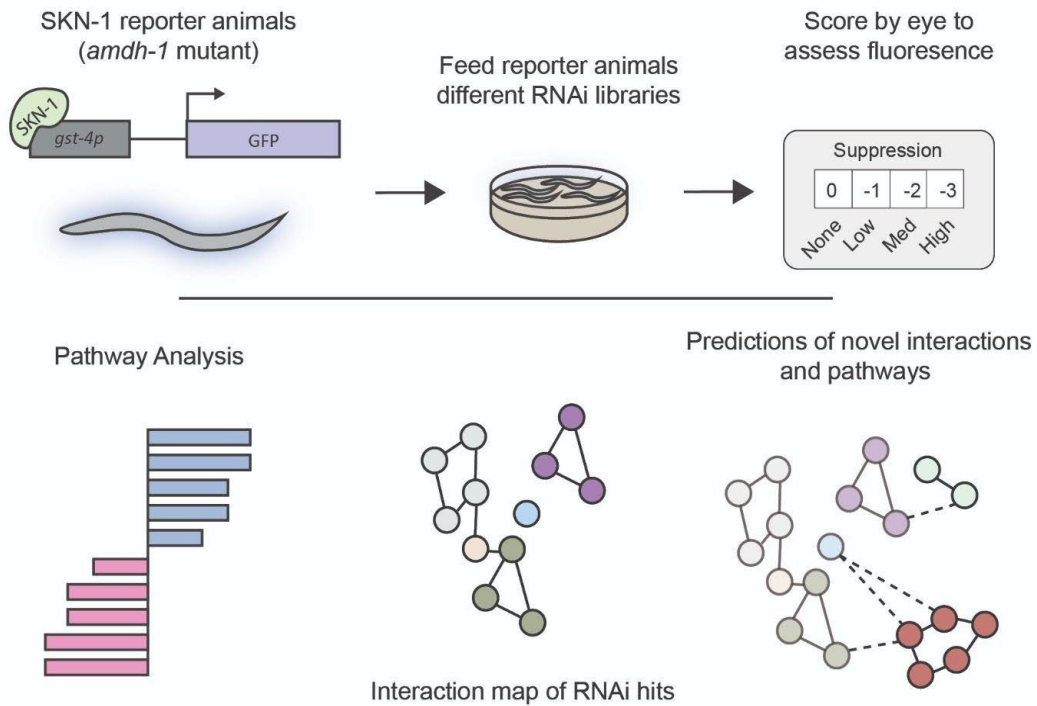 SKN-1 reporter animals
(amdh-1 mutant)
SKN-1
gst-4p
GFP
Feed reporter animals
different RNAi libraries
Score by eye to
assess fluoresence
Suppression
0 -1 -2 -3
None Low Med High
Pathway Analysis
Interaction map of RNAi hits
Predictions of novel interactions
and pathways